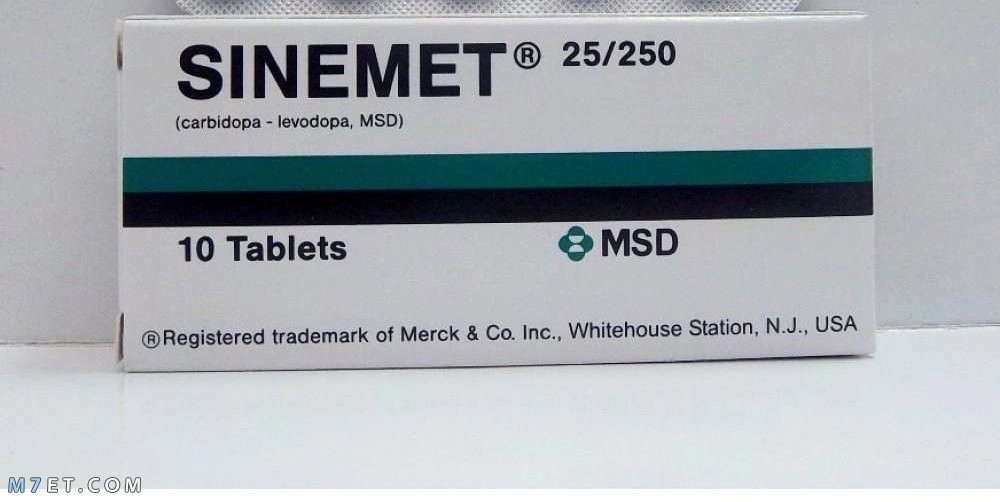 SINEMET® 25/250
(carbidopa - levodopa, MSD)
10 Tablets
MSD
®Registered trademark of Merck & Co. Inc., Whitehouse Station, N.J., USA
M7ET.COM